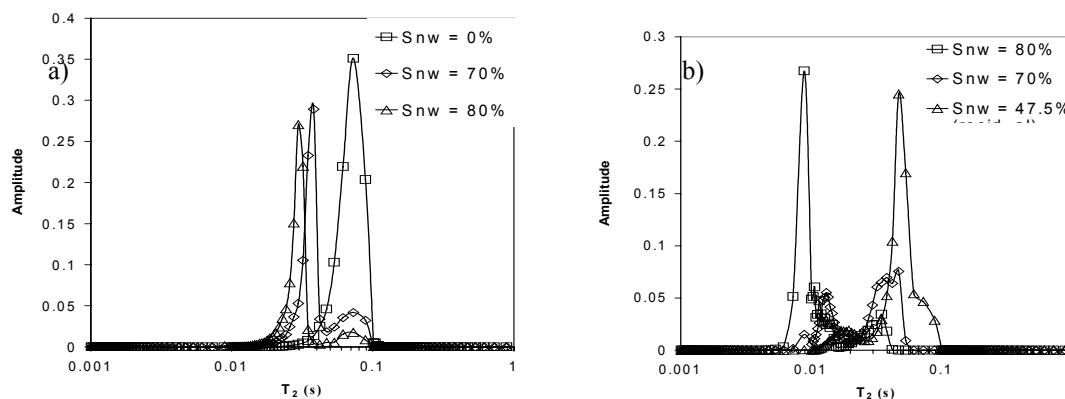 a)
Amplitude
0.4
0.35
0.3
0.25
0.2
0.15
0.1
0.05
0
0.001
0.01
0.1
1
T₂ (s)
Snw = 0%
Snw = 70%
Snw = 80%
b)
Amplitude
0.3
0.25
0.2
0.15
0.1
0.05
0
0.001
0.01
0.1
T₂ (s)
Snw = 80%
Snw = 70%
Snw = 47.5%